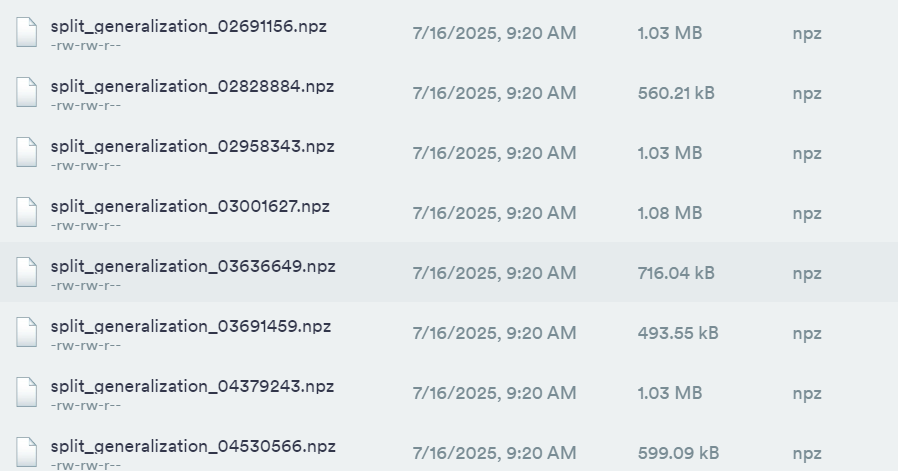 split_generalization_02691156.npz 7/16/2025, 9:20 AM 1.03 MB npz
-rw-rw-r--
split_generalization_02828884.npz 7/16/2025, 9:20 AM 560.21 kB npz
-rw-rw-r--
split_generalization_02958343.npz 7/16/2025, 9:20 AM 1.03 MB npz
-rw-rw-r--
split_generalization_03001627.npz 7/16/2025, 9:20 AM 1.08 MB npz
-rw-rw-r--
split_generalization_03636649.npz 7/16/2025, 9:20 AM 716.04 kB npz
-rw-rw-r--
split_generalization_03691459.npz 7/16/2025, 9:20 AM 493.55 kB npz
-rw-rw-r--
split_generalization_04379243.npz 7/16/2025, 9:20 AM 1.03 MB npz
-rw-rw-r--
split_generalization_04530566.npz 7/16/2025, 9:20 AM 599.09 kB npz
-rw-rw-r--